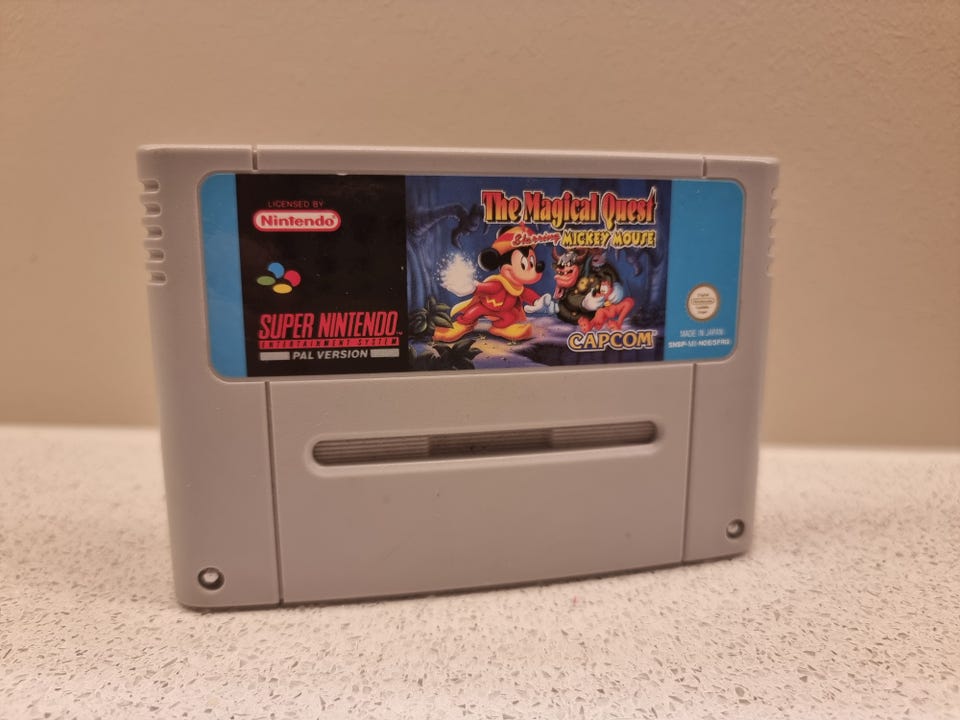 LICENSED BY
Nintendo
SUPER NINTENDO
ENTERTAINMENT SYSTEM
PAL VERSION
The Magical Quest
Starring MICKEY MOUSE
CAPCOM
Nintendo
MADE IN JAPAN